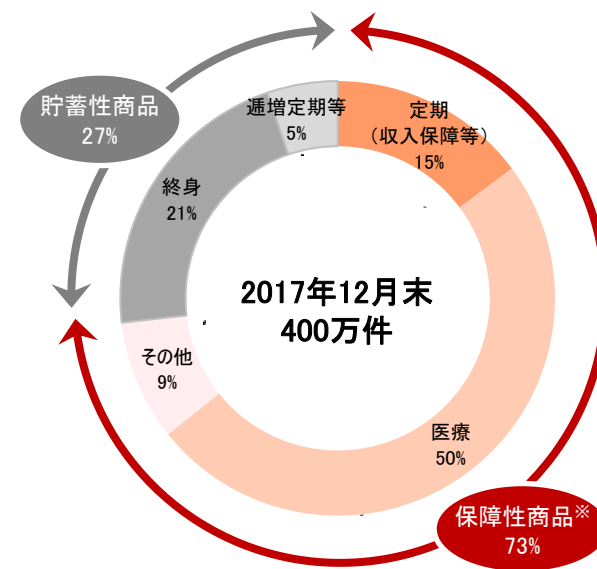 貯蓄性商品
27%
逓増定期等
5%
定期
（収入保障等）
15%
終身
21%
2017年12月末
400万件
その他
9%
医療
50%
保障性商品※
73%